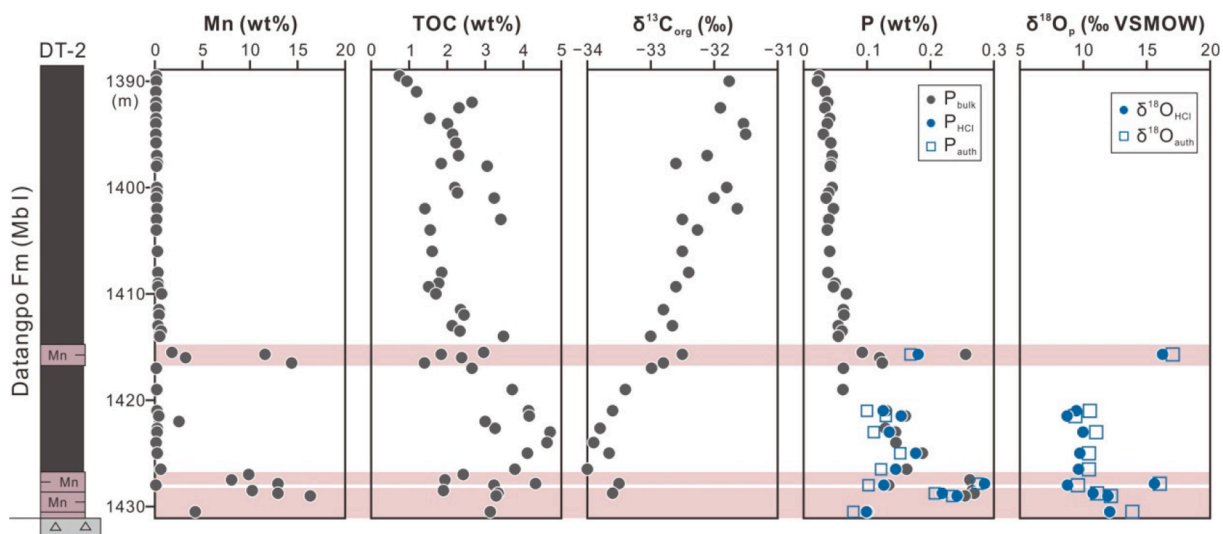 DT-2
Mn (wt%)
TOC (wt%)
δ¹³Corg (‰)
P (wt%)
δ¹⁸Op (‰ VSMOW)
0 5 10 15 20
0 1 2 3 4 5
−34 −33 −32 −31
0 0.1 0.2 0.3
5 10 15 20
1390
(m)
1400
1410
1420
1430
Datangpo Fm (Mb I)
Mn
Mn
Mn
Pbulk
PHCl
Pauth
δ¹⁸OHCl
δ¹⁸Oauth